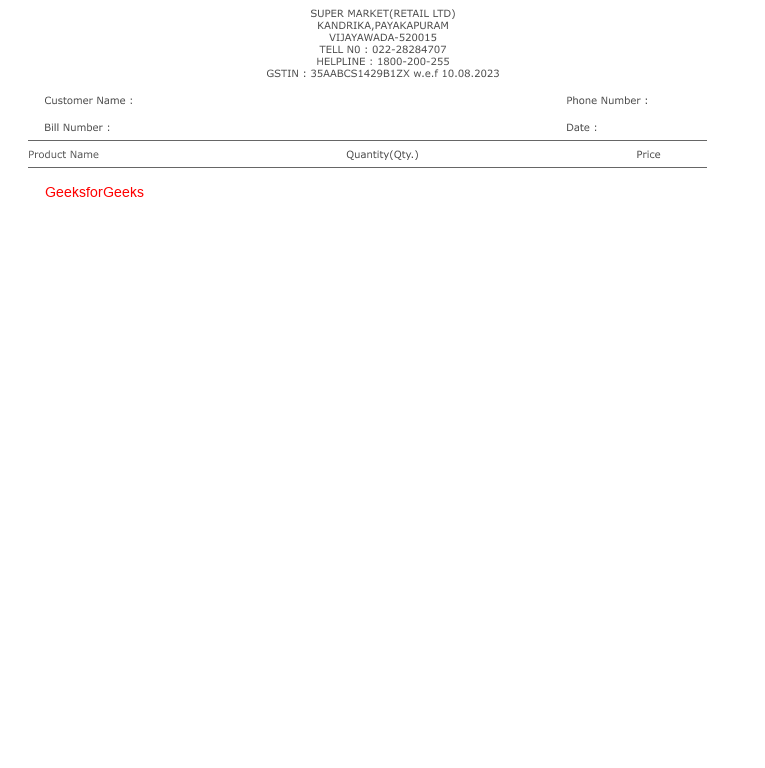 SUPER MARKET(RETAIL LTD)
KANDRIKA,PAYAKAPURAM
VIJAYAWADA-520015
TELL N0 : 022-28284707
HELPLINE : 1800-200-255
GSTIN : 35AABCS1429B1ZX w.e.f 10.08.2023
Customer Name : Phone Number :
Bill Number : Date :
Product Name Quantity(Qty.) Price
GeeksforGeeks